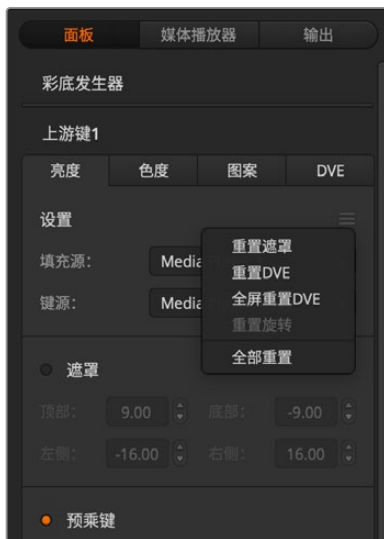 面板 媒体播放器 输出
彩底发生器
上游键1
亮度 色度 图案 DVE
设置
重置遮罩
重置DVE
全屏重置DVE
重置旋转
全部重置
填充源： Media
键源： Media
遮罩
顶部： 9.00 底部： -9.00
左侧： -16.00 右侧： 16.00
预乘键